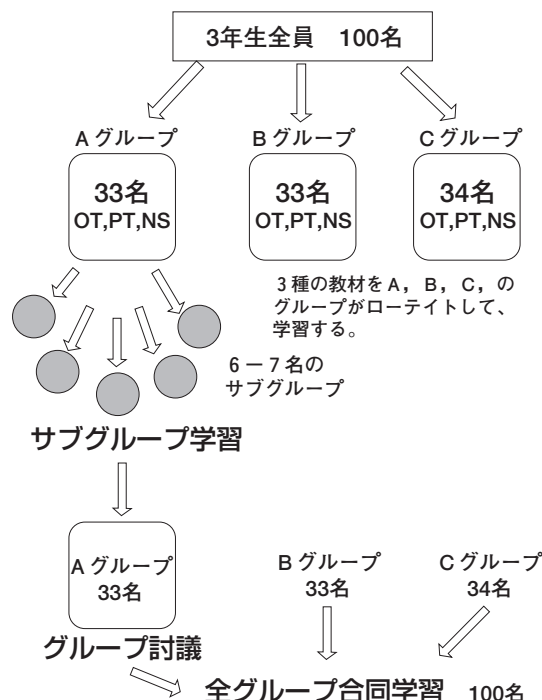 3年生全員 100名
Aグループ
Bグループ
Cグループ
33名
OT,PT,NS
33名
OT,PT,NS
34名
OT,PT,NS
3種の教材をA，B，C，の
グループがローテイトして、
学習する。
6－7名の
サブグループ
サブグループ学習
Aグループ
33名
Bグループ
33名
Cグループ
34名
グループ討議
全グループ合同学習 100名